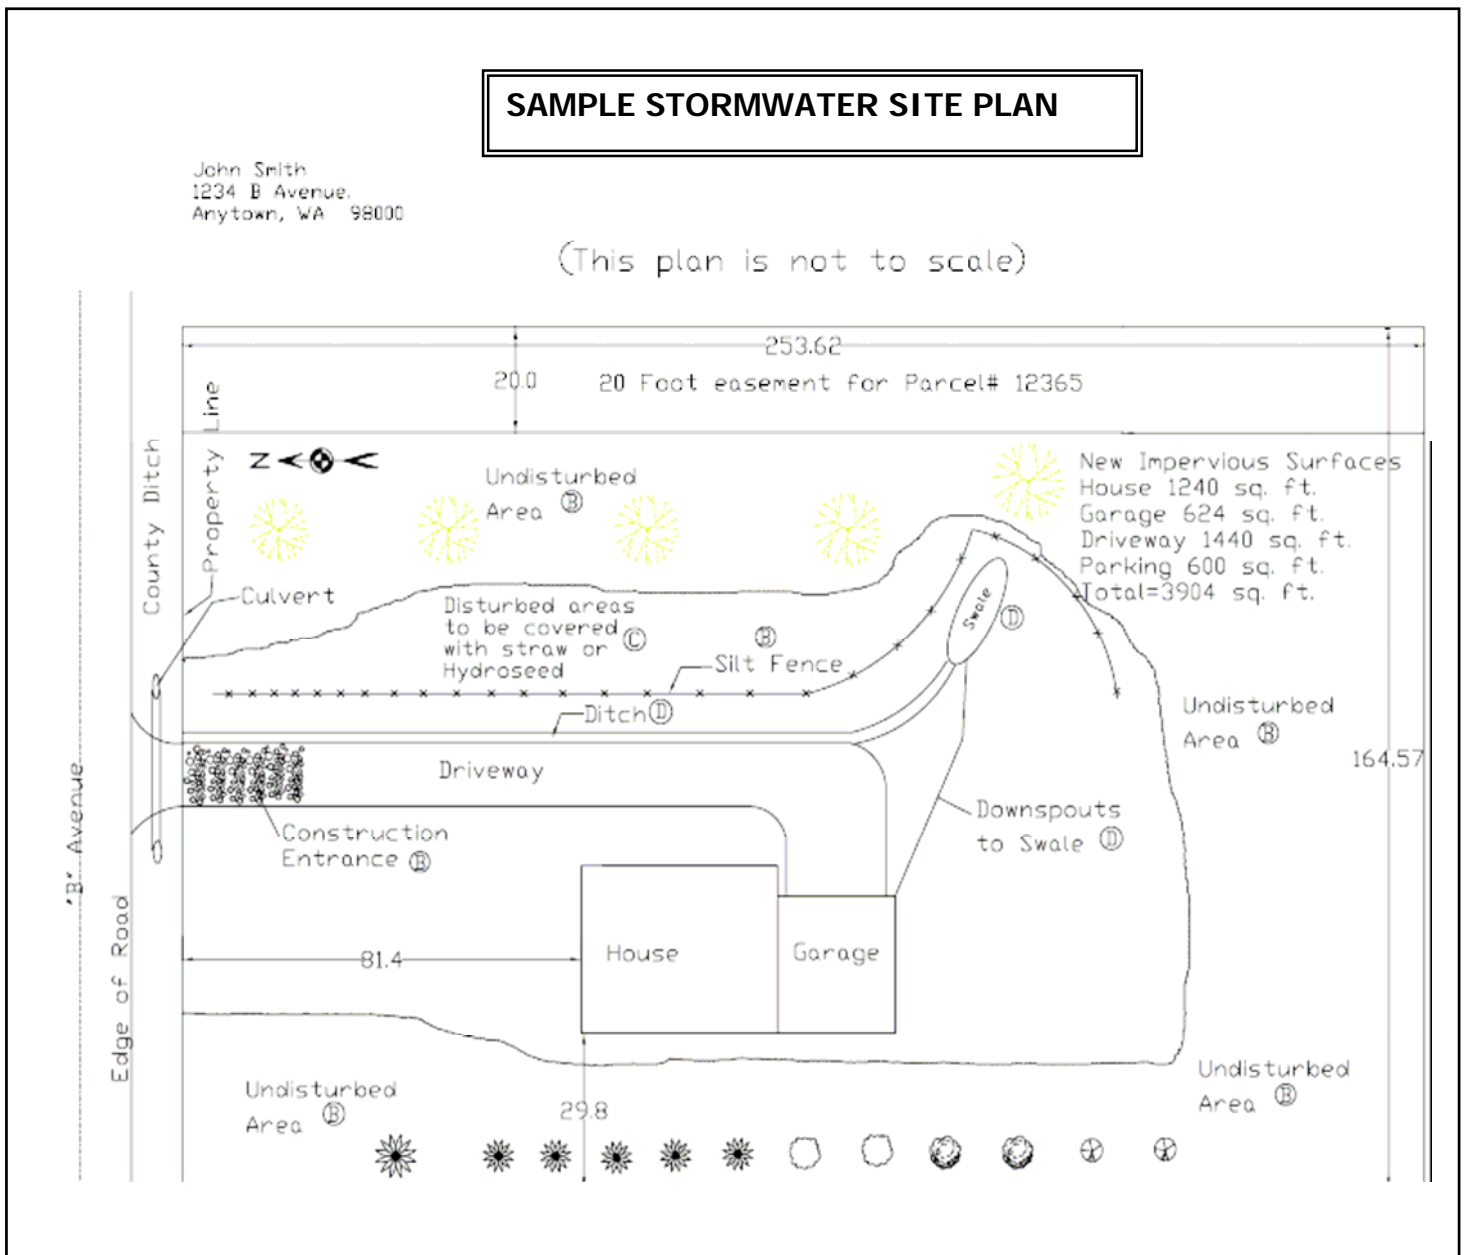 SAMPLE STORMWATER SITE PLAN
John Smith
1234 B Avenue.
Anytown, WA 98000
(This plan is not to scale)
253.62
20.0
20 Foot easement for Parcel# 12365
Property Line
County Ditch
N
Undisturbed
Area Ⓑ
New Impervious Surfaces
House 1240 sq. ft.
Garage 624 sq. ft.
Driveway 1440 sq. ft.
Parking 600 sq. ft.
Total=3904 sq. ft.
Culvert
Disturbed areas
to be covered
with straw or Ⓒ
Hydroseed
Ⓑ
Silt Fence
Swale
Ⓓ
Ditch Ⓓ
Undisturbed
Area Ⓑ
164.57
Driveway
"B" Avenue
Construction
Entrance Ⓑ
Downspouts
to Swale Ⓓ
Edge of Road
81.4
House
Garage
Undisturbed
Area Ⓑ
29.8
Undisturbed
Area Ⓑ